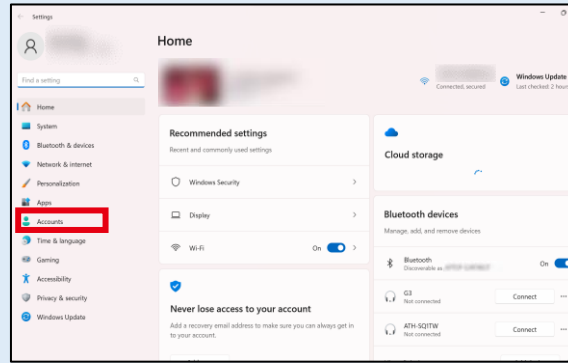 Settings
Home
Find a setting
Home
System
Bluetooth & devices
Network & internet
Personalization
Apps
Accounts
Time & language
Gaming
Accessibility
Privacy & security
Windows Update
Connected, secured
Windows Update
Last checked: 2 hours
Recommended settings
Recent and commonly used settings
Windows Security
Display
Wi-Fi
On
Never lose access to your account
Add a recovery email address to make sure you can always get in
to your account.
Cloud storage
Bluetooth devices
Manage, add, and remove devices
Bluetooth
Discoverable as
On
G3
Not connected
Connect
ATH-SQ1TW
Not connected
Connect